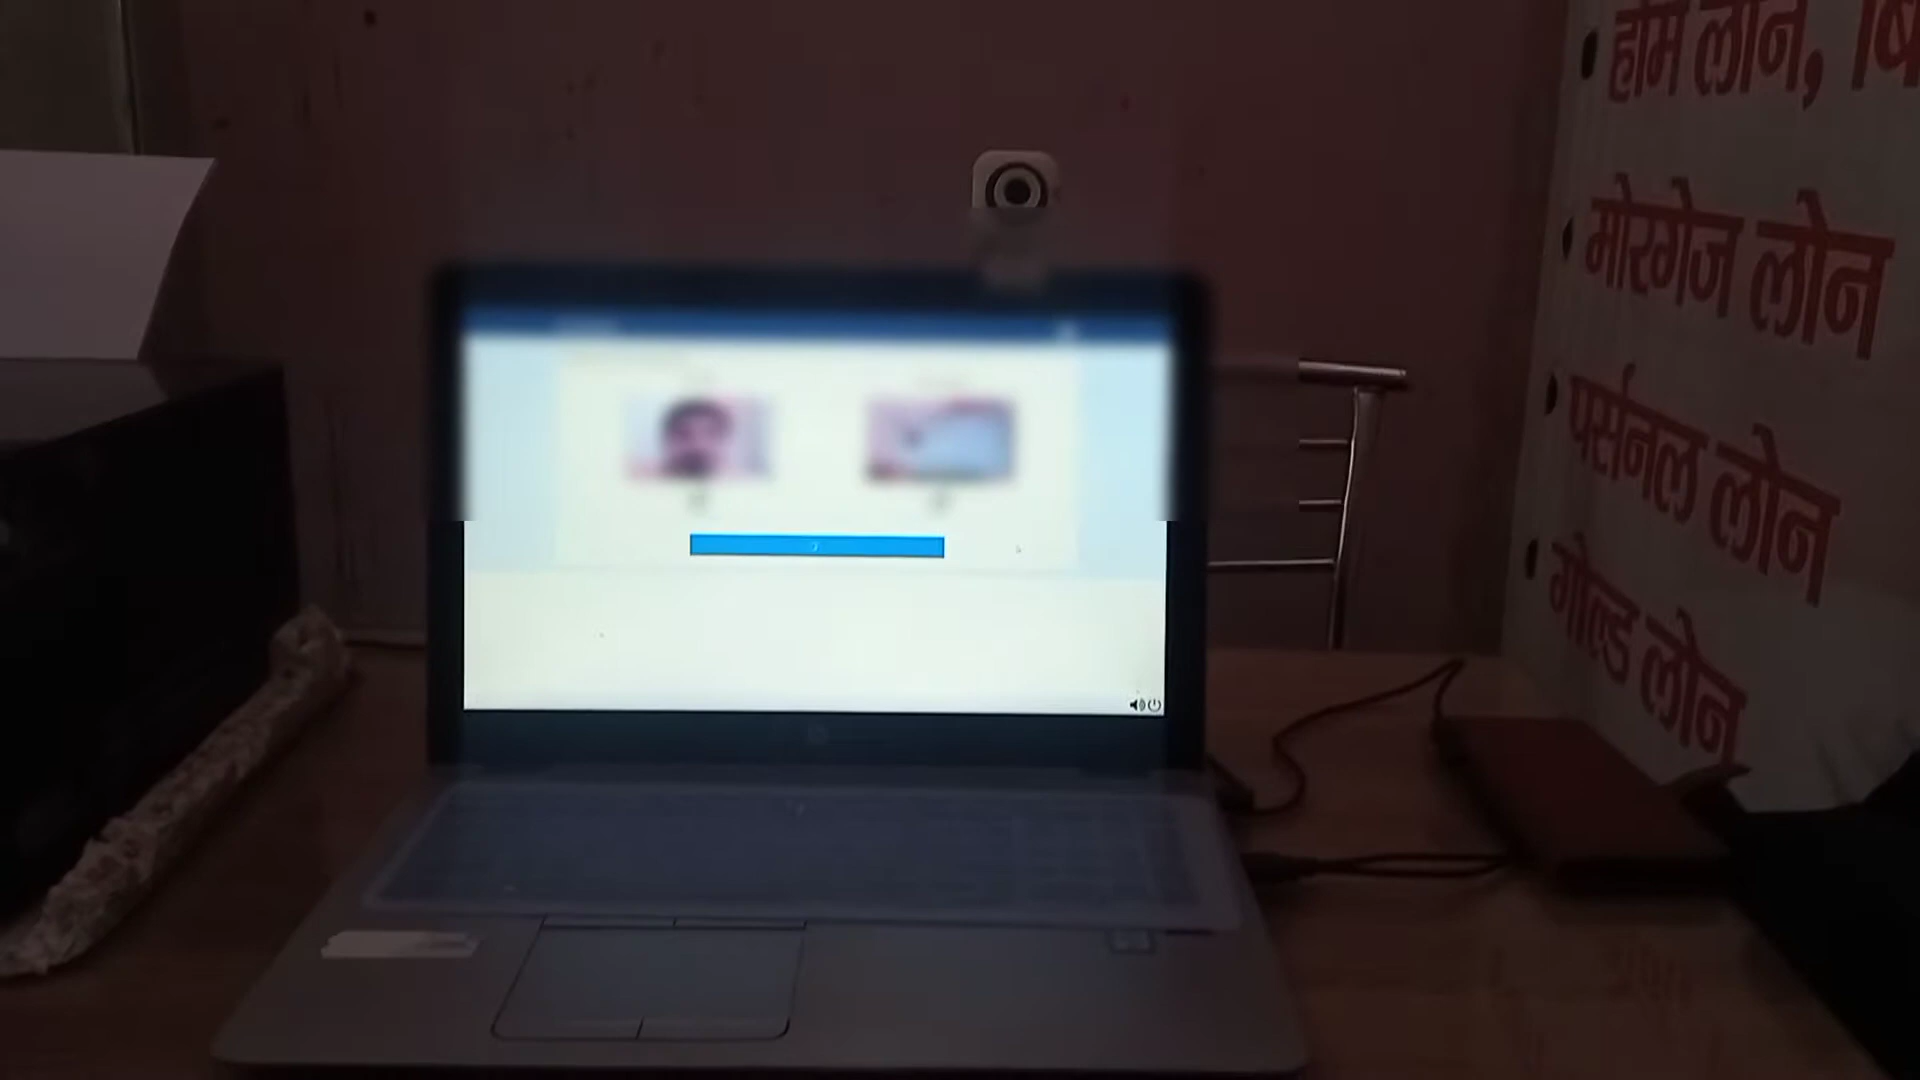 होम लोन, बि
मोरगेज लोन
पर्सनल लोन
गोल्ड लोन